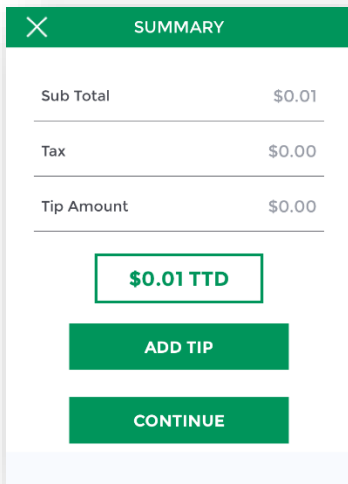 SUMMARY
Sub Total $0.01
Tax $0.00
Tip Amount $0.00
$0.01 TTD
ADD TIP
CONTINUE